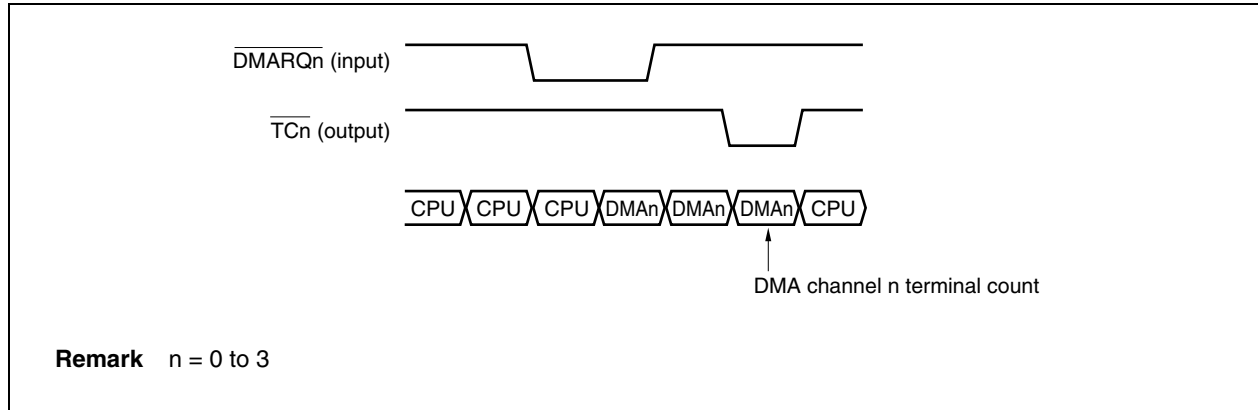 DMARQn (input)
TCn (output)
CPU CPU CPU DMAn DMAn DMAn CPU
DMA channel n terminal count
Remark n = 0 to 3